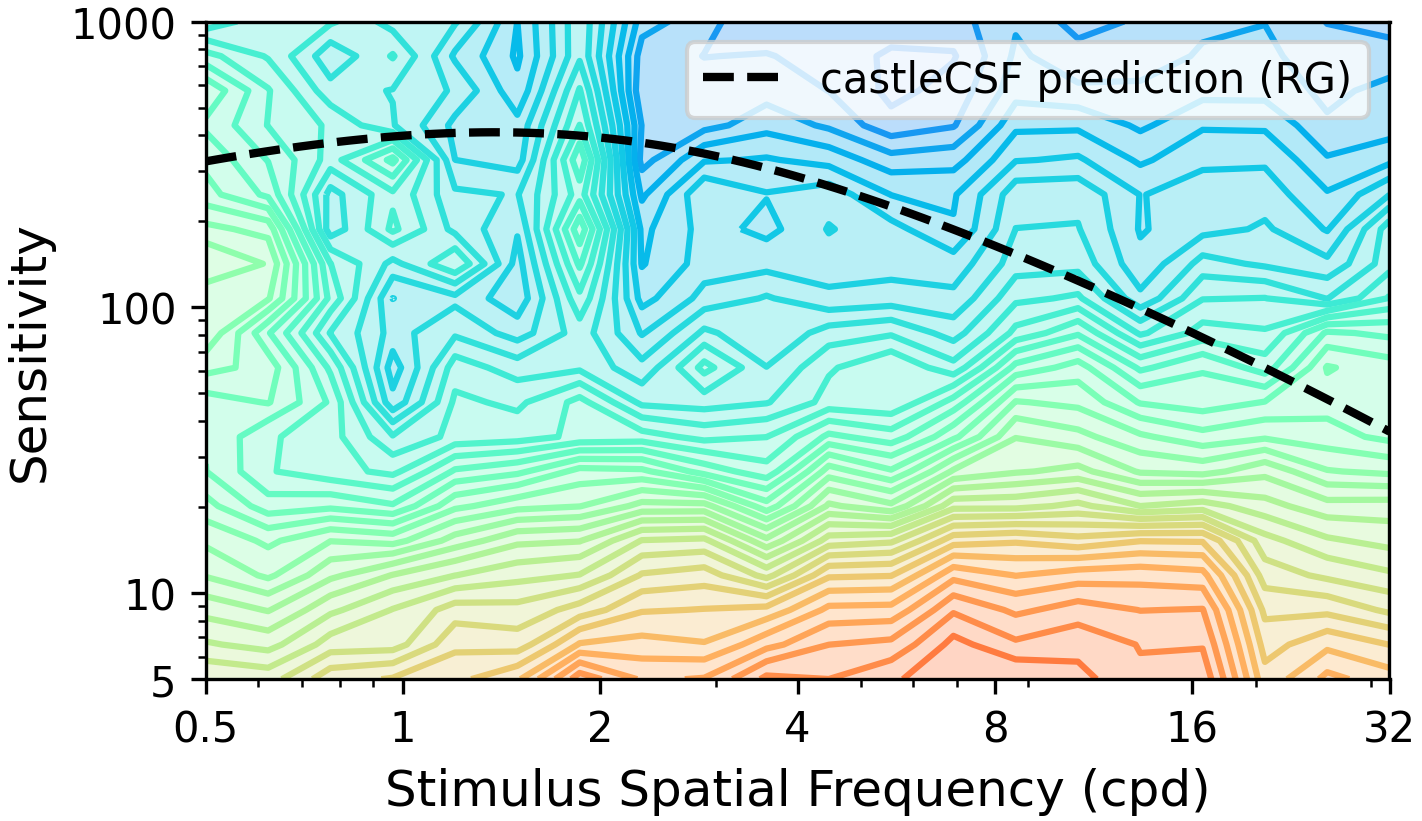 1000
100
10
5
Sensitivity
castleCSF prediction (RG)
0.5 1 2 4 8 16 32
Stimulus Spatial Frequency (cpd)